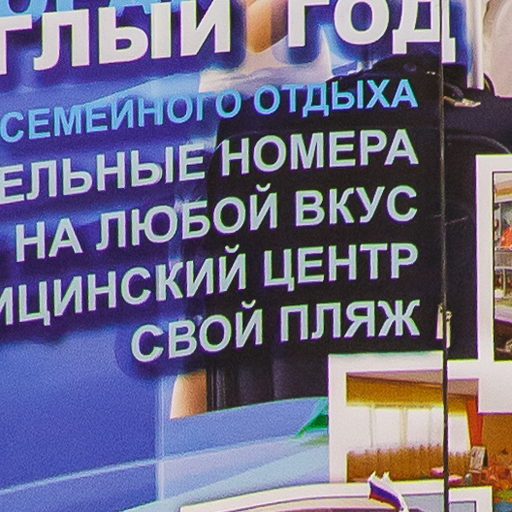 ГЛЫЙ ГОД
СЕМЕЙНОГО ОТДЫХА
ЕЛЬНЫЕ НОМЕРА
НА ЛЮБОЙ ВКУС
ИЦИНСКИЙ ЦЕНТР
СВОЙ ПЛЯЖ